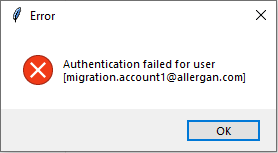 Error
Authentication failed for user
[migration.account1@allergan.com]
OK